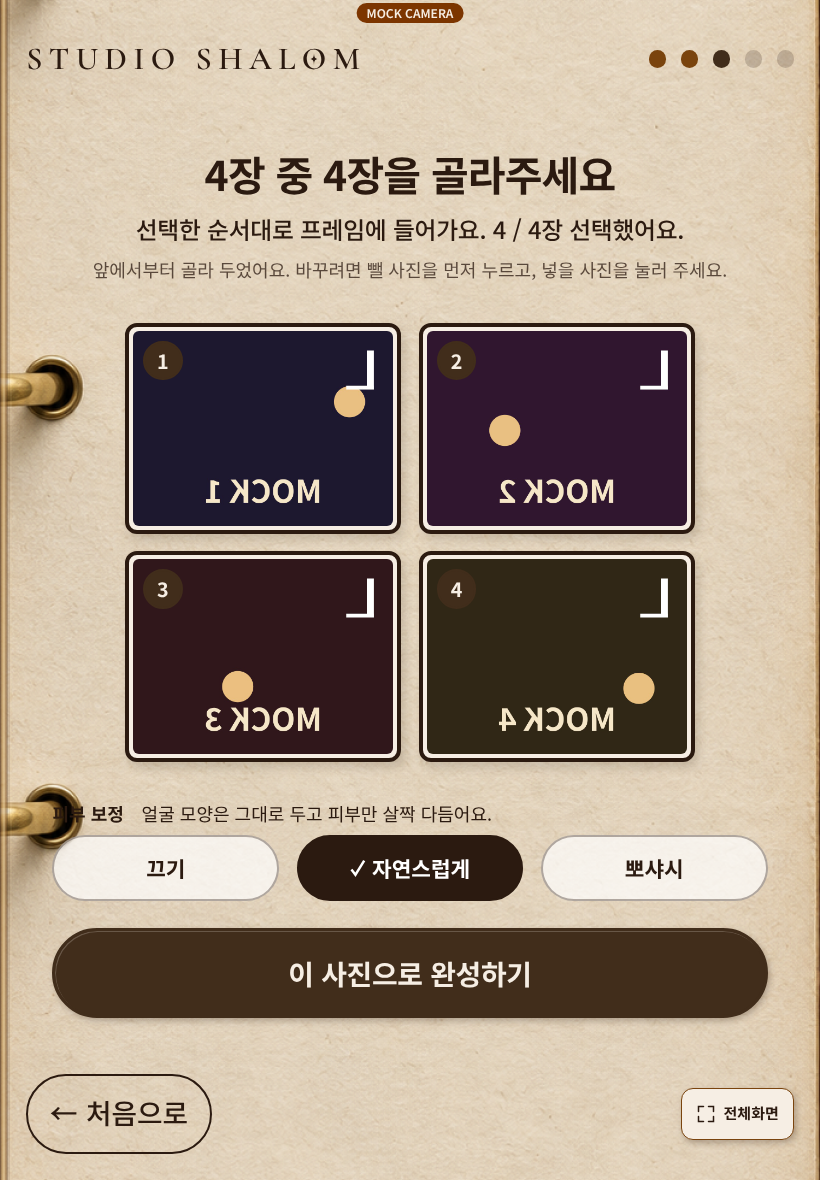 MOCK CAMERA
STUDIO SHALOM
4장 중 4장을 골라주세요
선택한 순서대로 프레임에 들어가요. 4 / 4장 선택했어요.
앞에서부터 골라 두었어요. 바꾸려면 뺄 사진을 먼저 누르고, 넣을 사진을 눌러 주세요.
1
MOCK 1
2
MOCK 2
3
MOCK 3
4
MOCK 4
피부 보정 얼굴 모양은 그대로 두고 피부만 살짝 다듬어요.
끄기
✓ 자연스럽게
뽀샤시
이 사진으로 완성하기
← 처음으로
전체화면